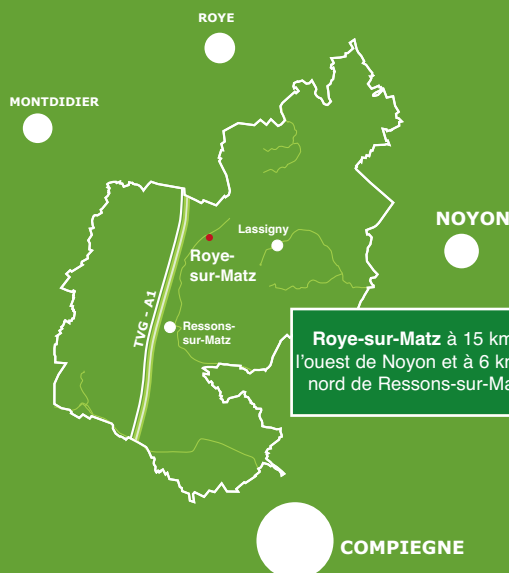 ROYE
MONTDIDIER
Lassigny
NOYON
Roye-
sur-Matz
TVG - A1
Ressons-
sur-Matz
Roye-sur-Matz à 15 km
l'ouest de Noyon et à 6 km
nord de Ressons-sur-Ma
COMPIEGNE